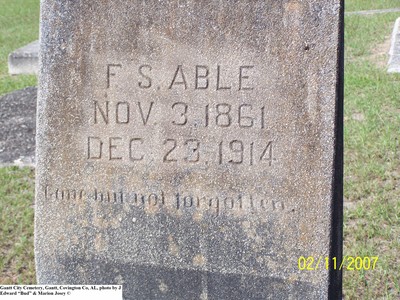 F. S. ABLE
NOV. 3, 1861
DEC. 23, 1914
Gone but not forgotten.
02/11/2007
Gantt City Cemetery, Gantt, Covington Co, AL, photo by J
Edward "Bud" & Marion Josey ©